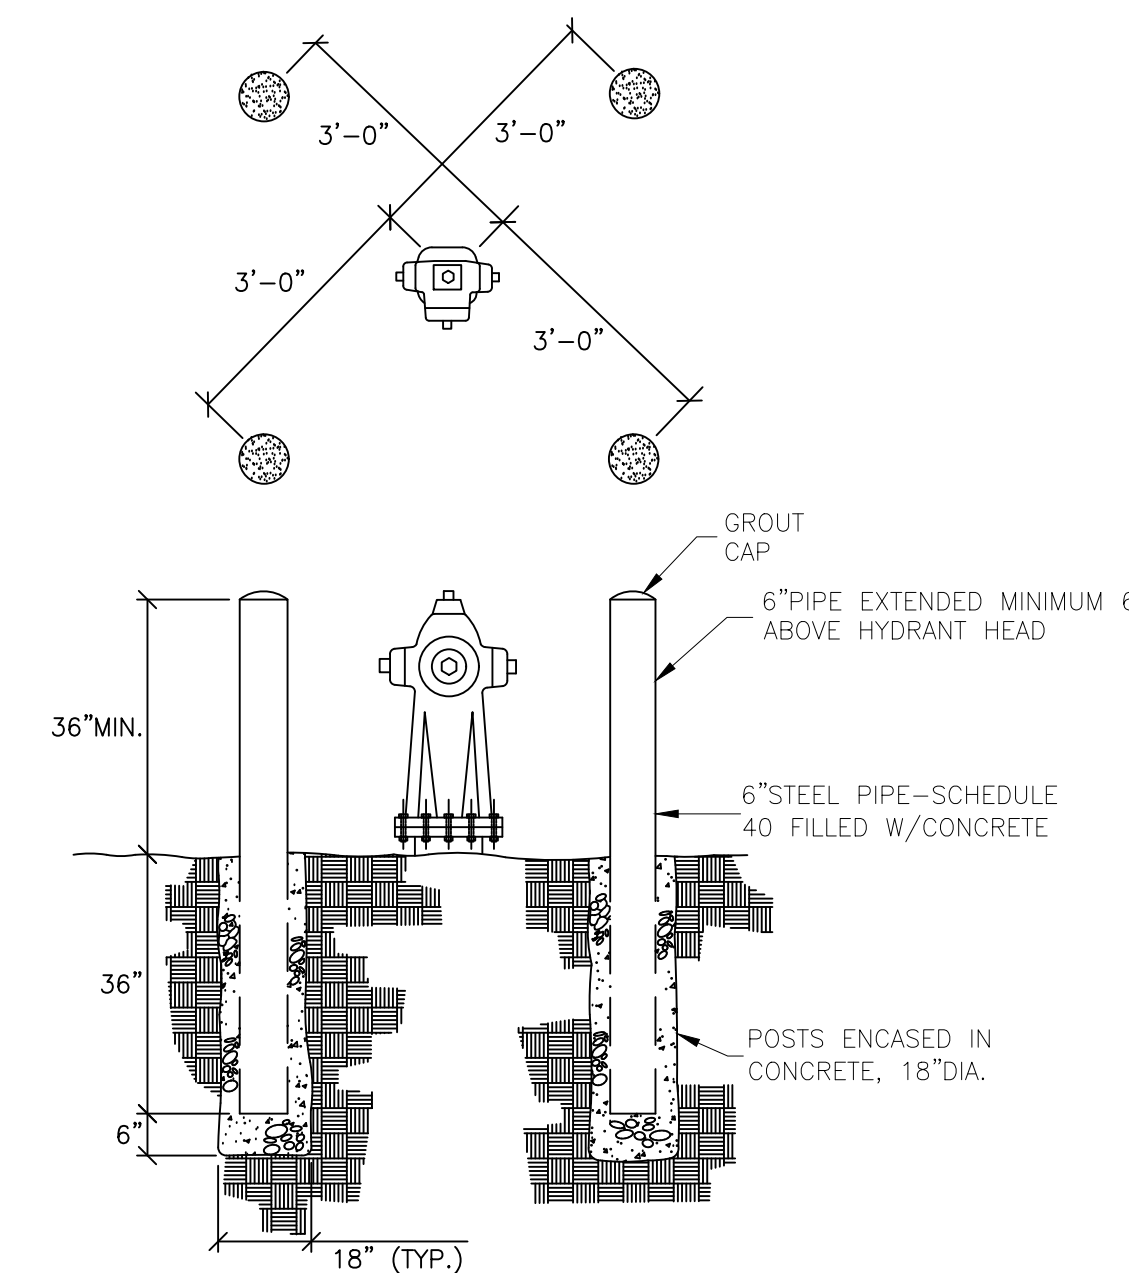 3'-0"
3'-0"
3'-0"
3'-0"
GROUT
CAP
6"PIPE EXTENDED MINIMUM
ABOVE HYDRANT HEAD
36"MIN.
6"STEEL PIPE-SCHEDULE
40 FILLED W/CONCRETE
36"
POSTS ENCASED IN
CONCRETE, 18"DIA.
6"
18" (TYP.)